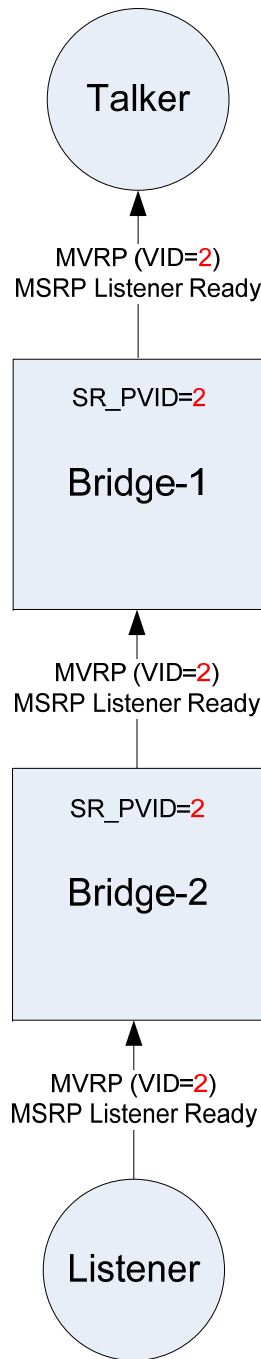 Talker
MVRP (VID=2)
MSRP Listener Ready
SR_PVID=2
Bridge-1
MVRP (VID=2)
MSRP Listener Ready
SR_PVID=2
Bridge-2
MVRP (VID=2)
MSRP Listener Ready
Listener